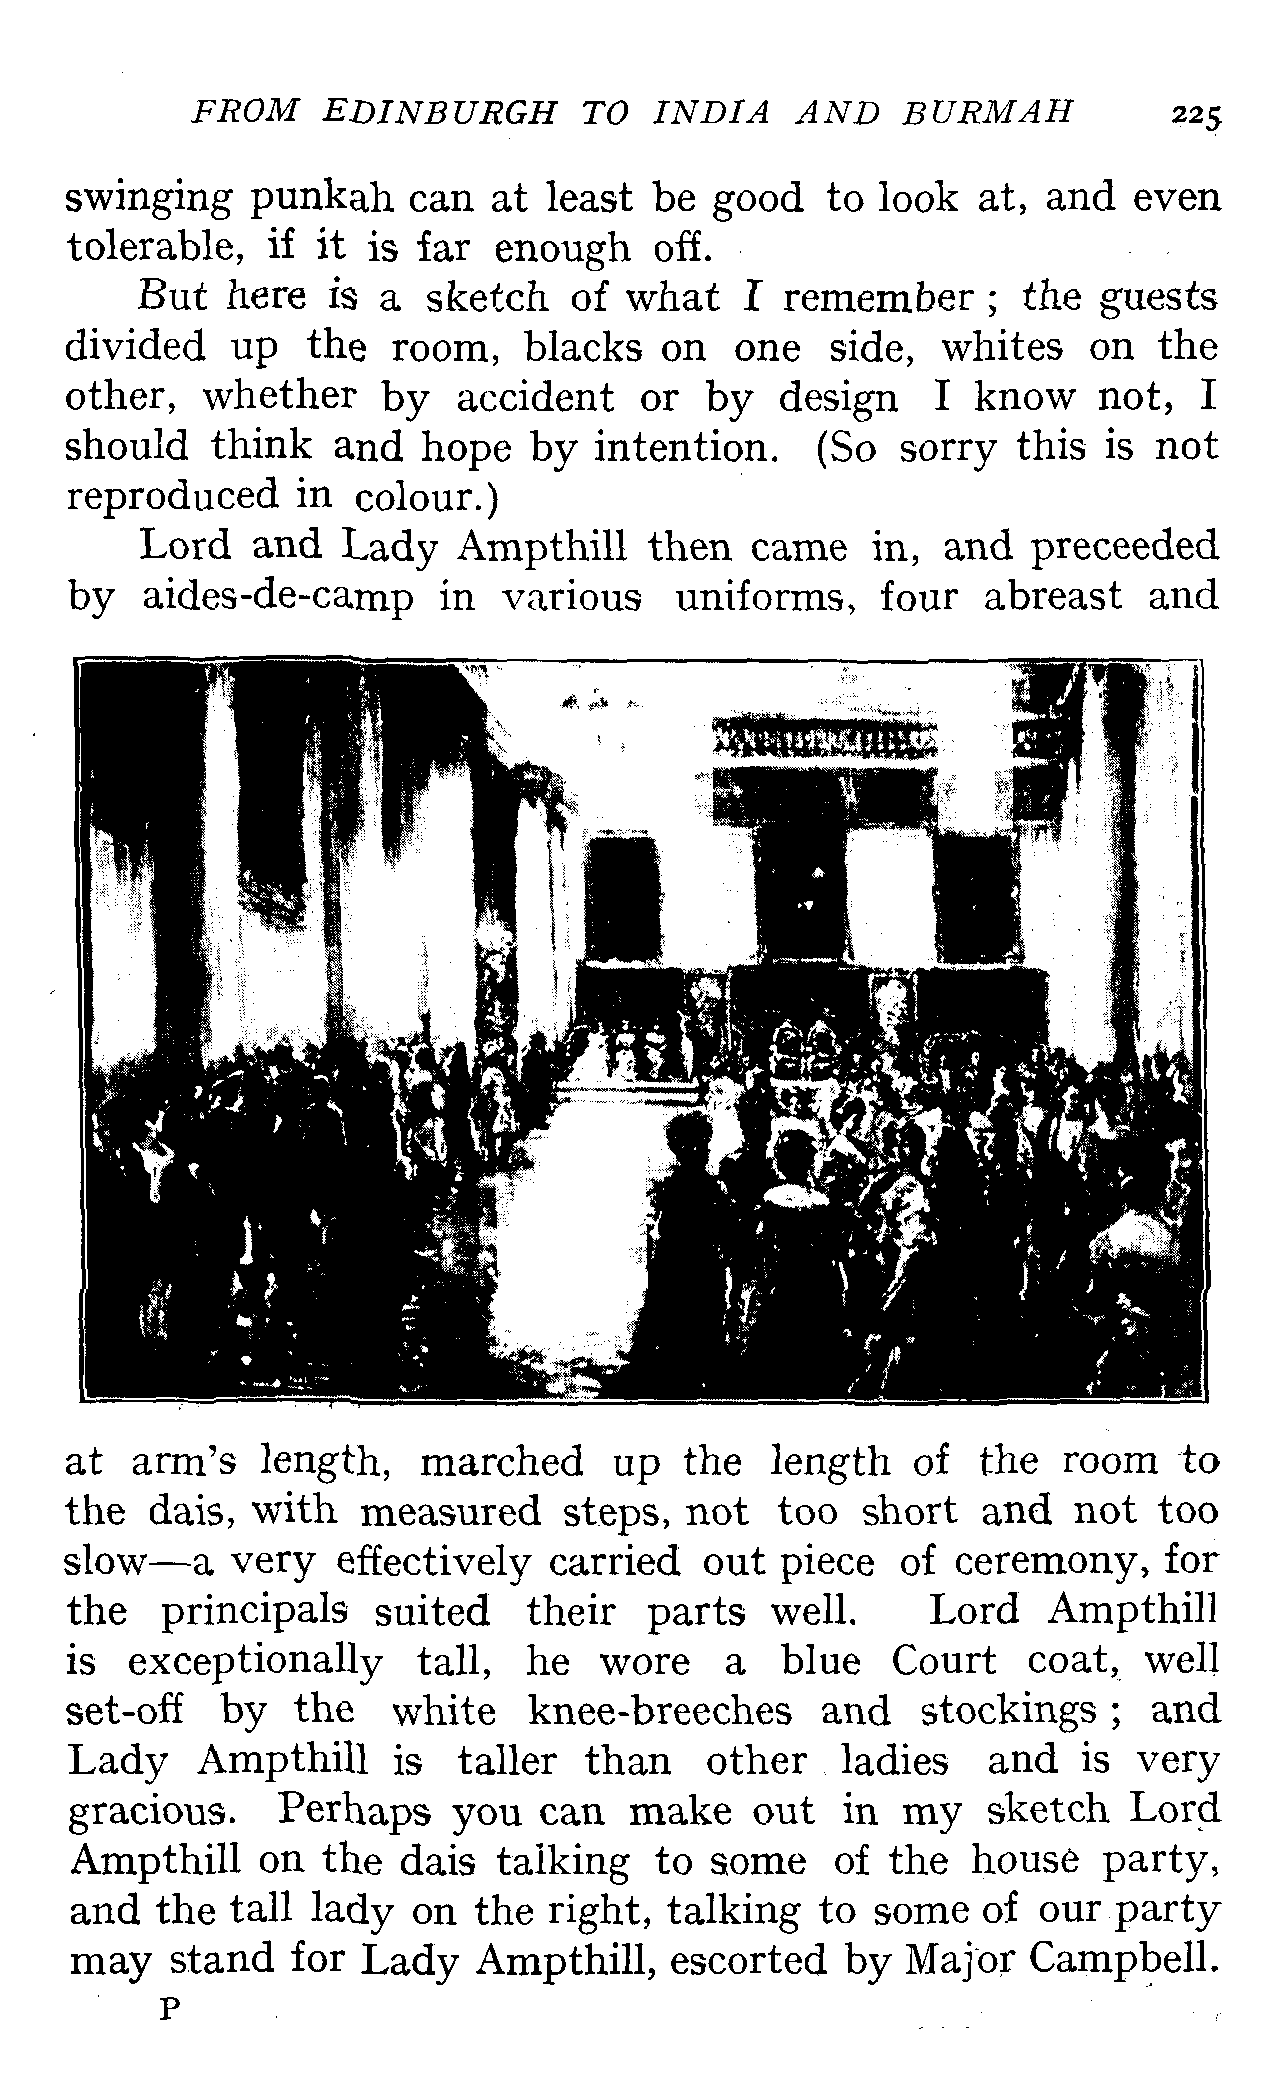 FROM EDINBURGH TO INDIA AND BURMAH 225
swinging punkah can at least be good to look at, and even
tolerable, if it is far enough off.
But here is a sketch of what I remember ; the guests
divided up the room, blacks on one side, whites on the
other, whether by accident or by design I know not, I
should think and hope by intention. (So sorry this is not
reproduced in colour.)
Lord and Lady Ampthill then came in, and preceeded
by aides-de-camp in various uniforms, four abreast and
at arm's length, marched up the length of the room to
the dais, with measured steps, not too short and not too
slow—a very effectively carried out piece of ceremony, for
the principals suited their parts well. Lord Ampthill
is exceptionally tall, he wore a blue Court coat, well
set-off by the white knee-breeches and stockings ; and
Lady Ampthill is taller than other ladies and is very
gracious. Perhaps you can make out in my sketch Lord
Ampthill on the dais talking to some of the house party,
and the tall lady on the right, talking to some of our party
may stand for Lady Ampthill, escorted by Major Campbell.
P